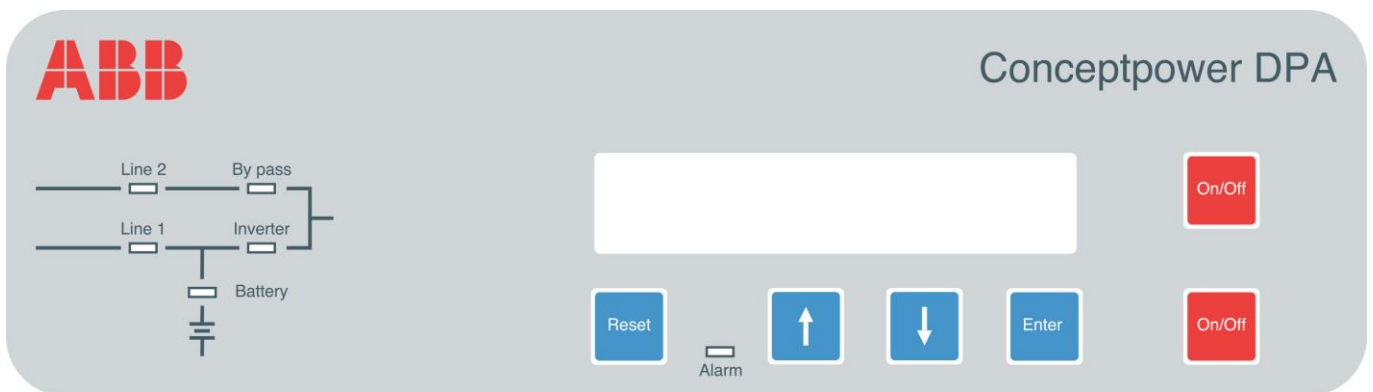 ABB
Conceptpower DPA
Line 2 By pass
On/Off
Line 1 Inverter
Battery
Reset
Enter
On/Off
Alarm